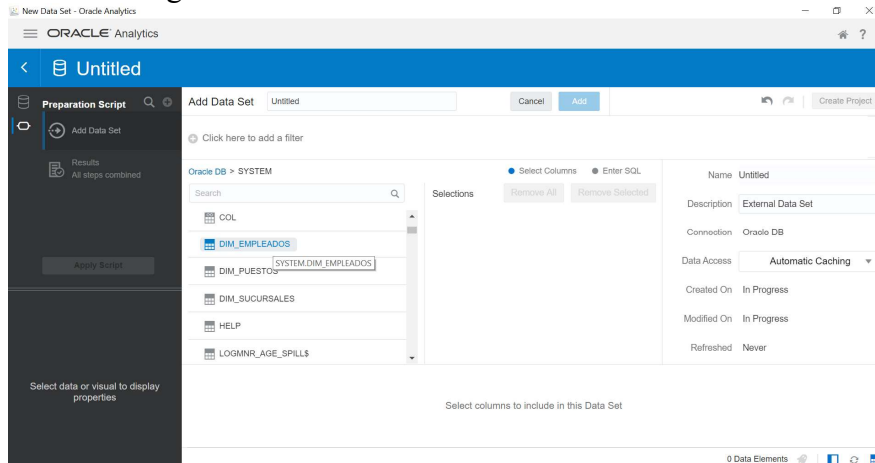 New Data Set - Oracle Analytics
ORACLE Analytics
?
Untitled
Preparation Script
Add Data Set
Results
All steps combined
Apply Script
Select data or visual to display
properties
Add Data Set Untitled Cancel Add Create Project
Click here to add a filter
Oracle DB > SYSTEM
Search
COL
DIM_EMPLEADOS
SYSTEM.DIM_EMPLEADOS
DIM_PUESTOS
DIM_SUCURSALES
HELP
LOGMNR_AGE_SPILL$
Select Columns Enter SQL
Selections Remove All Remove Selected
Name Untitled
Description External Data Set
Connection Oracle DB
Data Access Automatic Caching
Created On In Progress
Modified On In Progress
Refreshed Never
Select columns to include in this Data Set
0 Data Elements